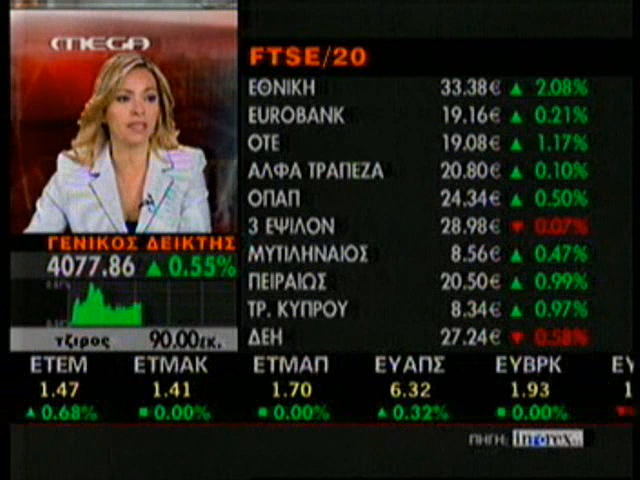 MEGA
FTSE/20
ΕΘΝΙΚΗ 33.38€ ▲ 2.08%
EUROBANK 19.16€ ▲ 0.21%
ΟΤΕ 19.08€ ▲ 1.17%
ΑΛΦΑ ΤΡΑΠΕΖΑ 20.80€ ▲ 0.10%
ΟΠΑΠ 24.34€ ▲ 0.50%
3 ΕΨΙΛΟΝ 28.98€ ▼ 0.07%
ΜΥΤΙΛΗΝΑΙΟΣ 8.56€ ▲ 0.47%
ΠΕΙΡΑΙΩΣ 20.50€ ▲ 0.99%
ΤΡ. ΚΥΠΡΟΥ 8.34€ ▲ 0.97%
ΔΕΗ 27.24€ ▼ 0.58%
ΓΕΝΙΚΟΣ ΔΕΙΚΤΗΣ
4077.86 ▲ 0.55%
τζιρος 90.00εκ.
ΕΤΕΜ ΕΤΜΑΚ ΕΤΜΑΠ ΕΥΑΠΣ ΕΥΒΡΚ ΕΥ
1.47 1.41 1.70 6.32 1.93 1
▲ 0.68% ■ 0.00% ■ 0.00% ▲ 0.32% ■ 0.00%
ΠΗΓΗ: Inforex